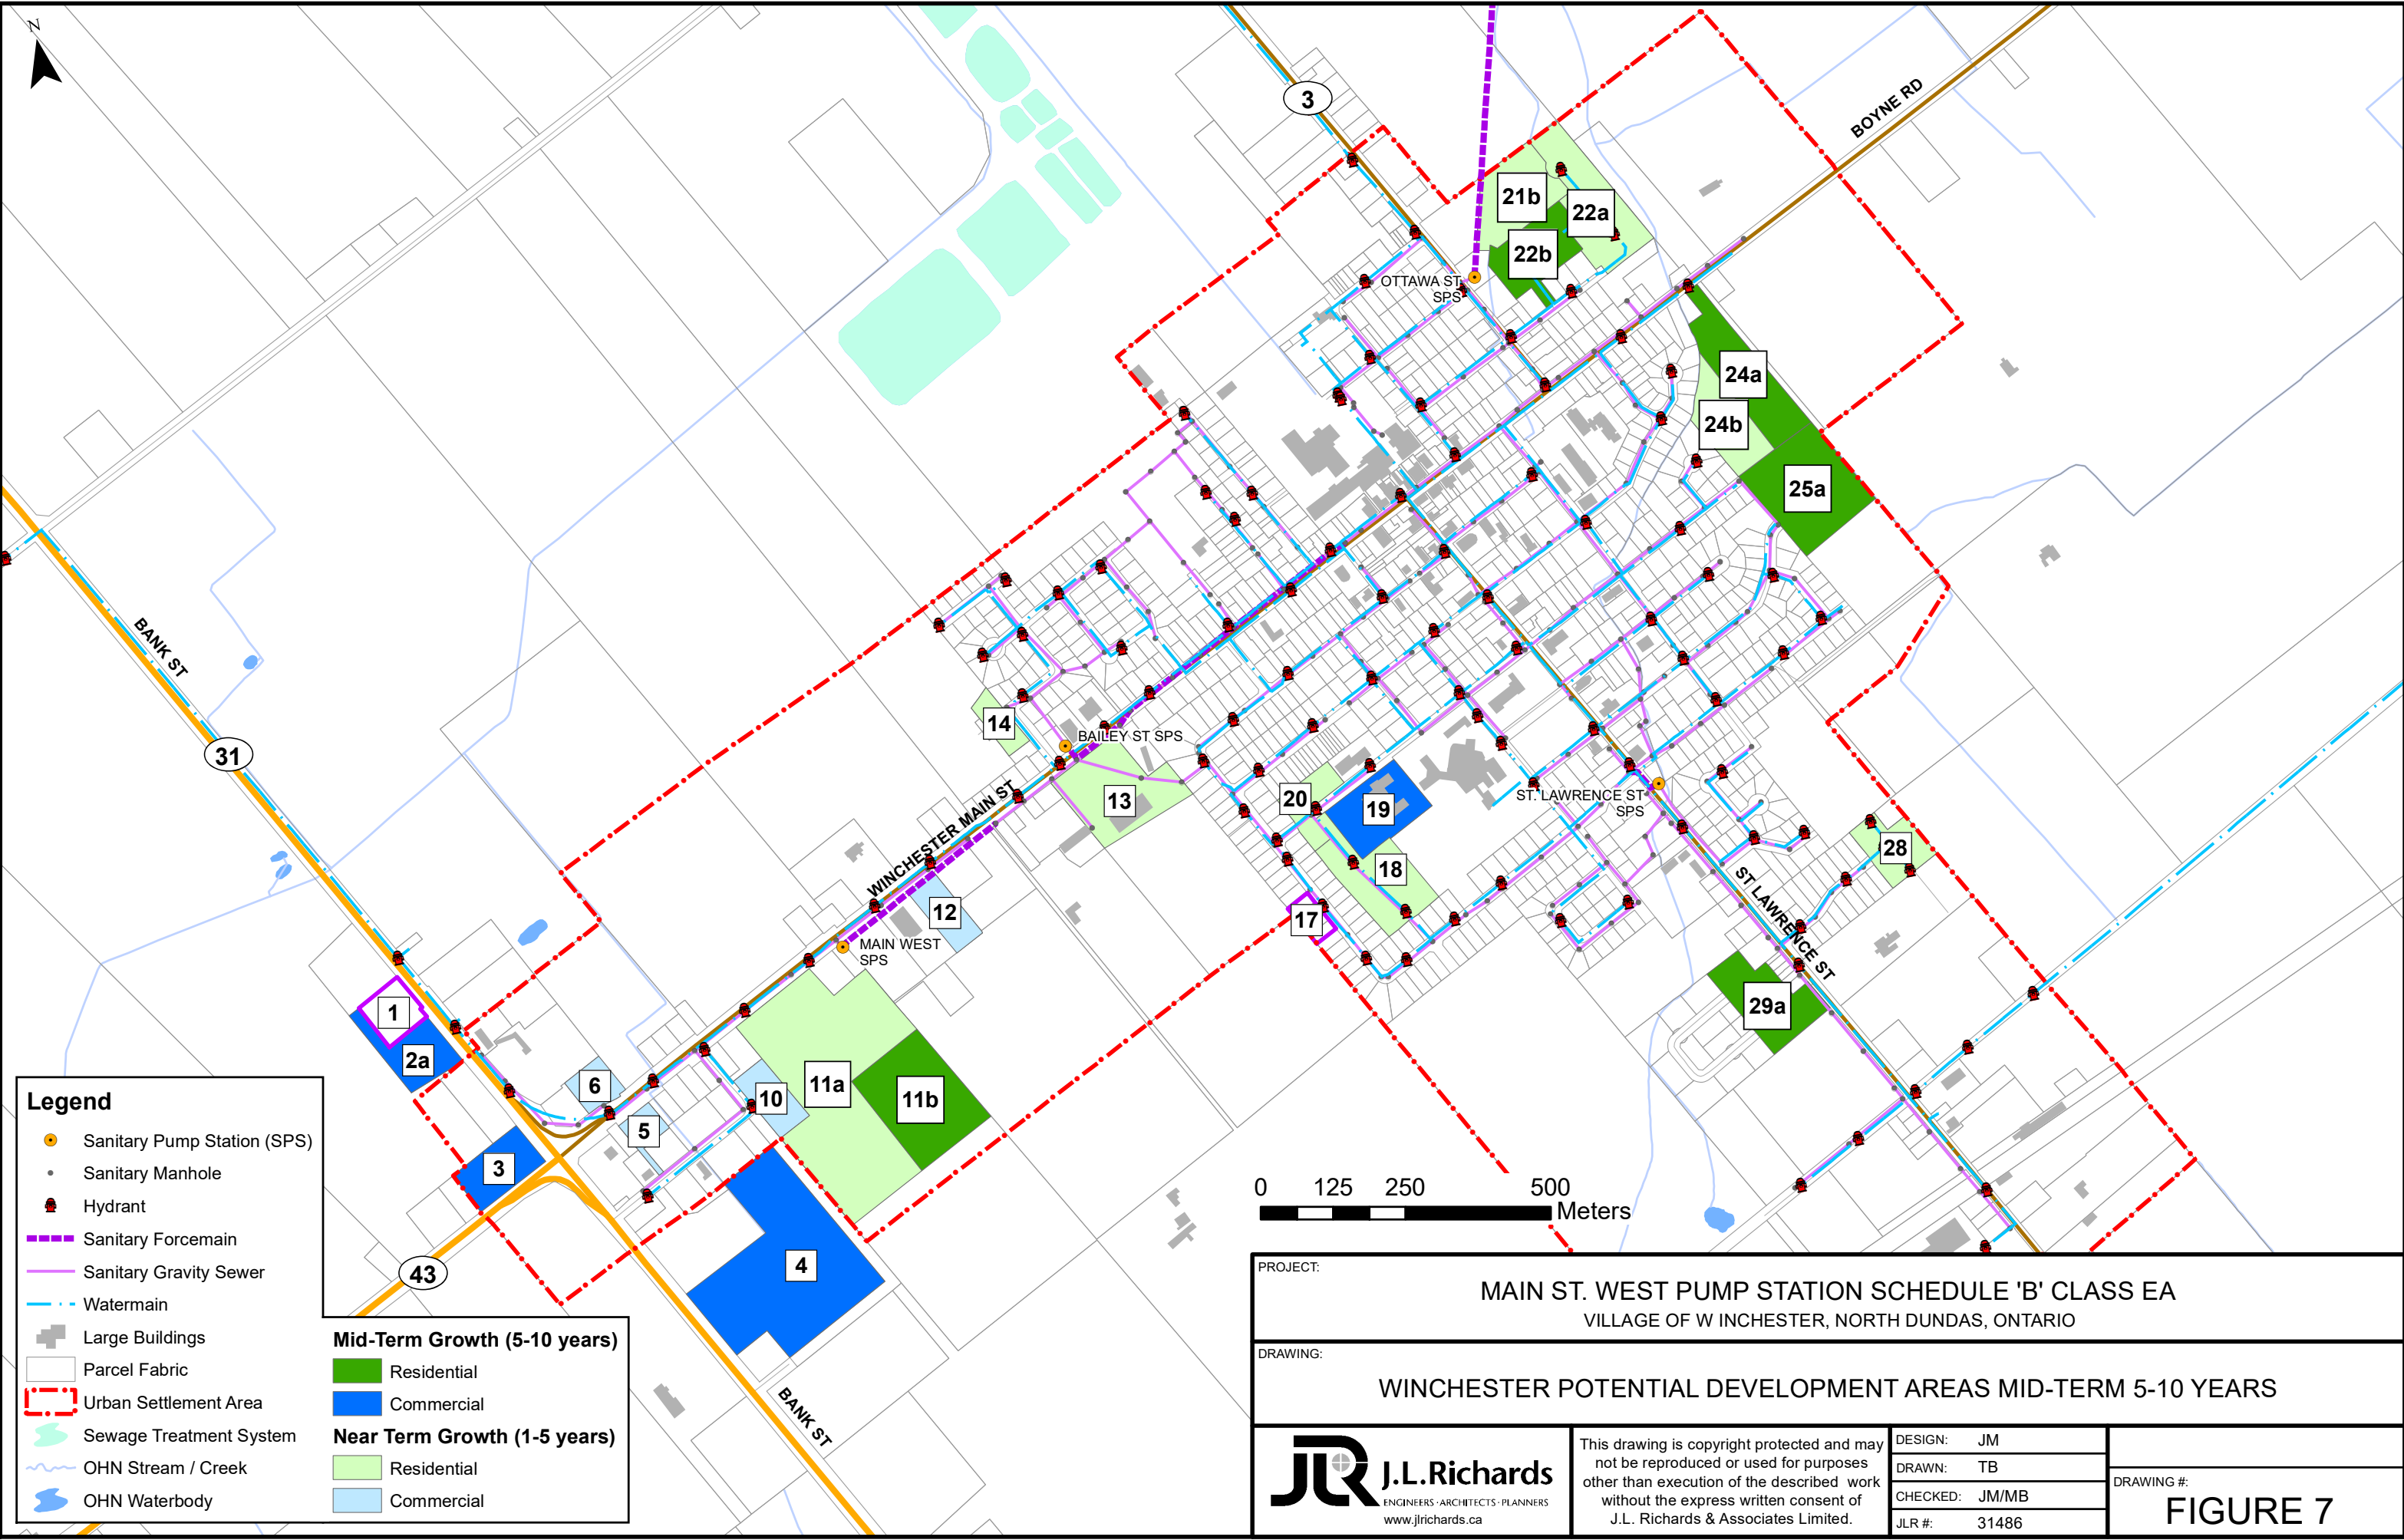 N
3
BOYNE RD
21b
22a
22b
OTTAWA ST
SPS
24a
24b
25a
BANK ST
31
14
BAILEY ST SPS
13
WINCHESTER MAIN ST
20
19
ST. LAWRENCE ST
SPS
18
28
17
12
MAIN WEST
SPS
ST LAWRENCE ST
29a
1
2a
6
5
10
11a
11b
3
4
43
BANK ST
0 125 250 500
Meters
Legend
Sanitary Pump Station (SPS)
Sanitary Manhole
Hydrant
Sanitary Forcemain
Sanitary Gravity Sewer
Watermain
Large Buildings
Parcel Fabric
Urban Settlement Area
Sewage Treatment System
OHN Stream / Creek
OHN Waterbody
Mid-Term Growth (5-10 years)
Residential
Commercial
Near Term Growth (1-5 years)
Residential
Commercial
PROJECT:
MAIN ST. WEST PUMP STATION SCHEDULE 'B' CLASS EA
VILLAGE OF W INCHESTER, NORTH DUNDAS, ONTARIO
DRAWING:
WINCHESTER POTENTIAL DEVELOPMENT AREAS MID-TERM 5-10 YEARS
JLR J.L.Richards
ENGINEERS · ARCHITECTS · PLANNERS
www.jlrichards.ca
This drawing is copyright protected and may
not be reproduced or used for purposes
other than execution of the described work
without the express written consent of
J.L. Richards & Associates Limited.
DESIGN: JM
DRAWN: TB
CHECKED: JM/MB
JLR #: 31486
DRAWING #:
FIGURE 7